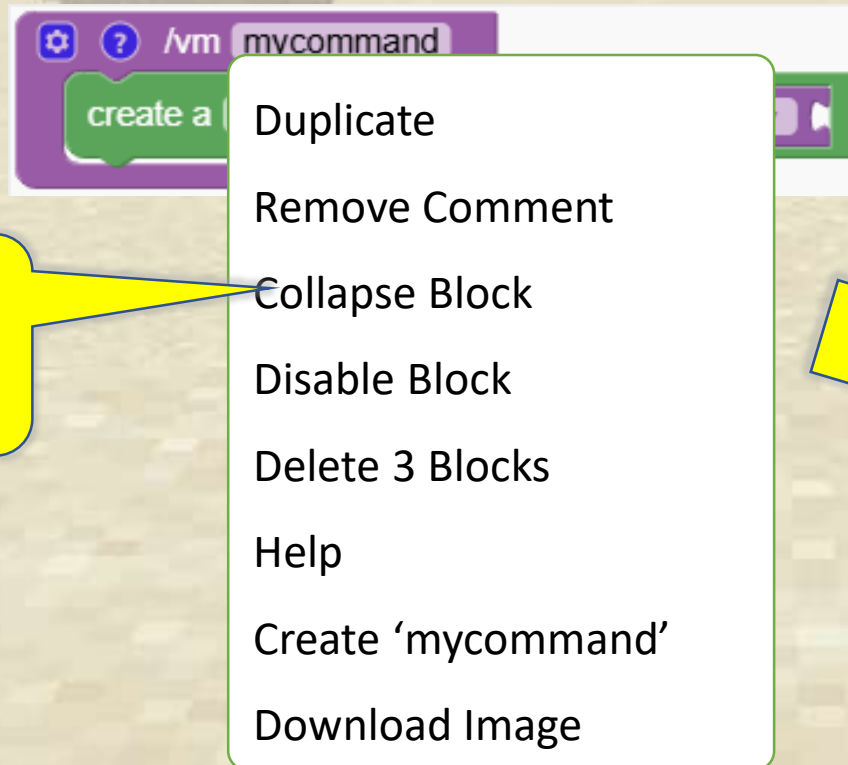 ? /vm mycommand
create a
Duplicate
Remove Comment
Collapse Block
Disable Block
Delete 3 Blocks
Help
Create ‘mycommand’
Download Image